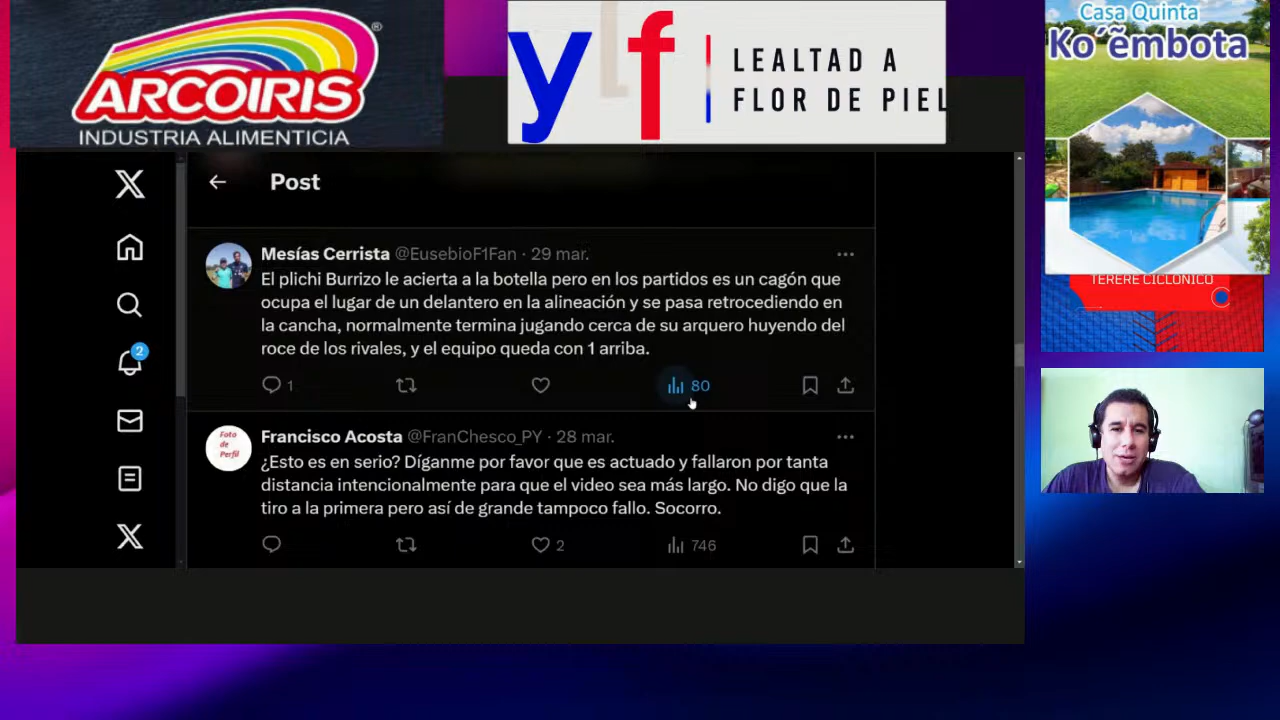 ARCOIRIS®
INDUSTRIA ALIMENTICIA
yf
LEALTAD A
FLOR DE PIEL
Casa Quinta
Ko´ẽmbota
TERERE CICLONICO
Post
Mesías Cerrista @EusebioF1Fan · 29 mar.
El plichi Burrizo le acierta a la botella pero en los partidos es un cagón que
ocupa el lugar de un delantero en la alineación y se pasa retrocediendo en
la cancha, normalmente termina jugando cerca de su arquero huyendo del
roce de los rivales, y el equipo queda con 1 arriba.
1
80
2
Foto
de
Perfil
Francisco Acosta @FranChesco_PY · 28 mar.
¿Esto es en serio? Díganme por favor que es actuado y fallaron por tanta
distancia intencionalmente para que el video sea más largo. No digo que la
tiro a la primera pero así de grande tampoco fallo. Socorro.
2
746